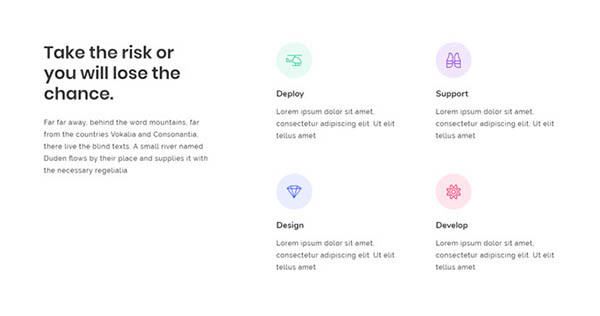 Take the risk or
you will lose the
chance.
Far far away, behind the word mountains, far
from the countries Vokalia and Consonantia,
there live the blind texts. A small river named
Duden flows by their place and supplies it with
the necessary regelialia
Deploy
Lorem ipsum dolor sit amet,
consectetur adipiscing elit. Ut elit
tellus amet
Support
Lorem ipsum dolor sit amet,
consectetur adipiscing elit. Ut elit
tellus amet
Design
Lorem ipsum dolor sit amet,
consectetur adipiscing elit. Ut elit
tellus amet
Develop
Lorem ipsum dolor sit amet,
consectetur adipiscing elit. Ut elit
tellus amet